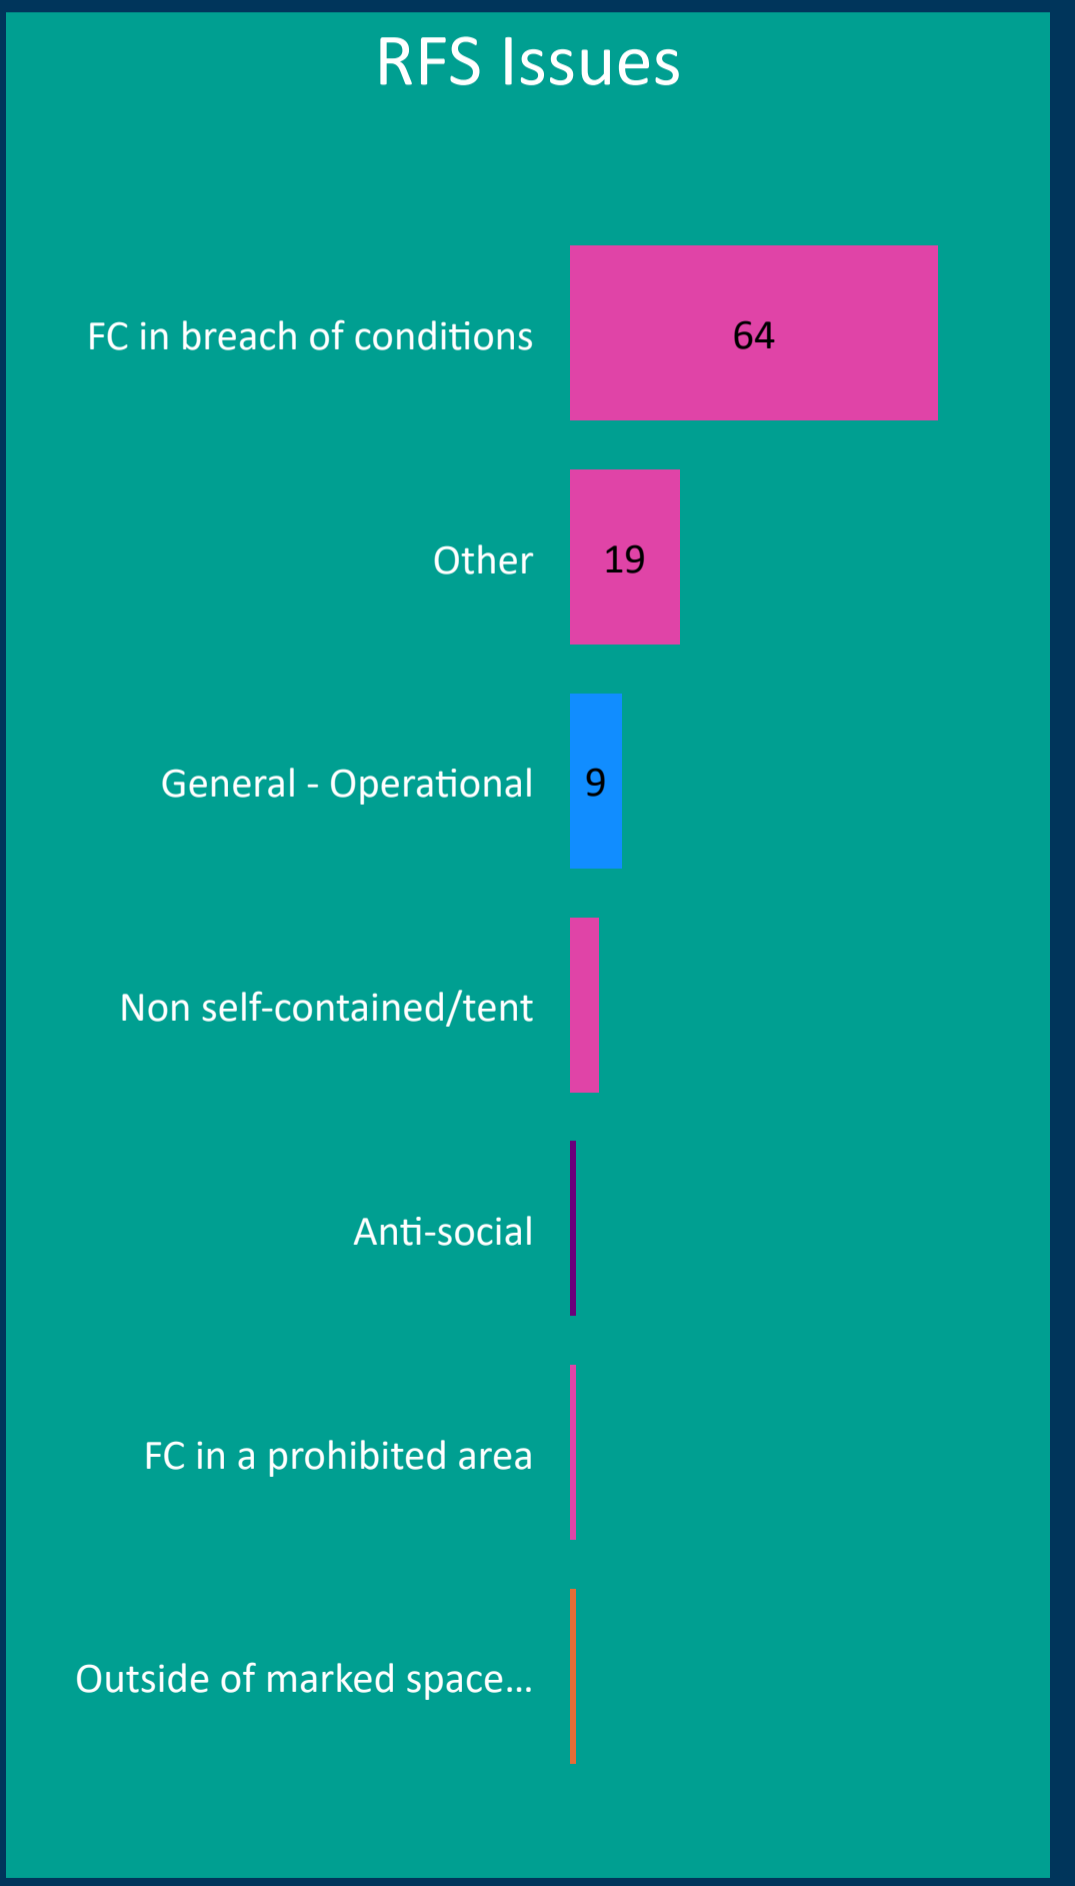 RFS Issues
FC in breach of conditions 64
Other 19
General - Operational 9
Non self-contained/tent
Anti-social
FC in a prohibited area
Outside of marked space...